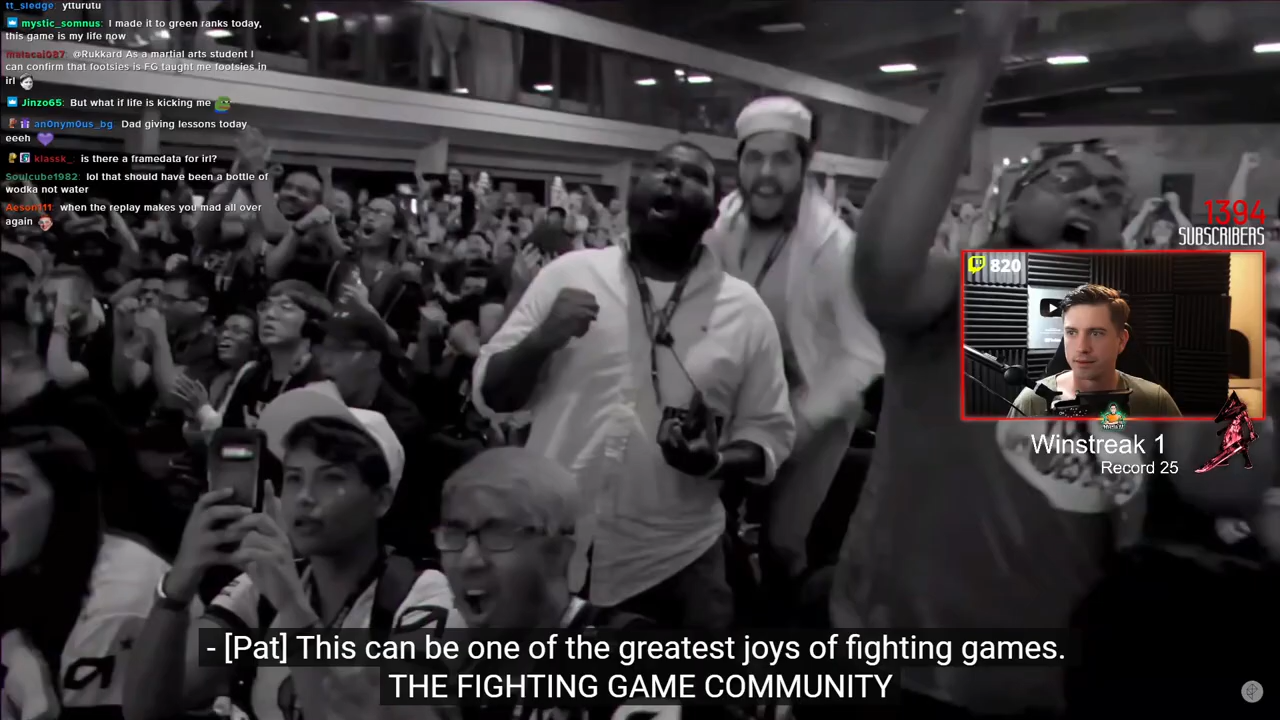 tt_sledge: ytturutu
mystic_somnus: I made it to green ranks today,
this game is my life now
@Rukkard As a martial arts student I
can confirm that footsies is FG taught me footsies in
irl
Jinzo65: But what if life is kicking me
an0nym0us_bg: Dad giving lessons today
eeeh
klassk_: is there a framedata for irl?
Soulcube1982: lol that should have been a bottle of
wodka not water
Aeson111: when the replay makes you mad all over
again
1394
SUBSCRIBERS
820
Winstreak 1
Record 25
- [Pat] This can be one of the greatest joys of fighting games.
THE FIGHTING GAME COMMUNITY